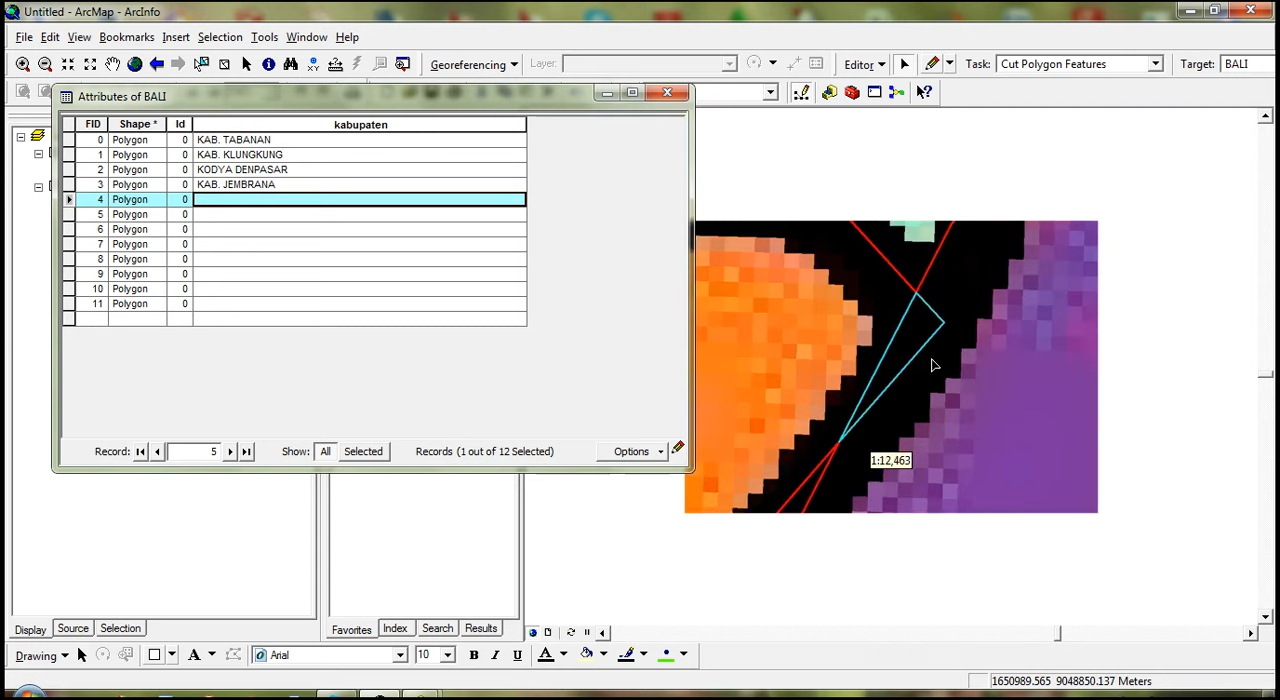 Untitled - ArcMap - ArcInfo
File Edit View Bookmarks Insert Selection Tools Window Help
Georeferencing Layer: Editor Task: Cut Polygon Features Target: BALI
Attributes of BALI
FID Shape * Id kabupaten
0 Polygon 0 KAB. TABANAN
1 Polygon 0 KAB. KLUNGKUNG
2 Polygon 0 KODYA DENPASAR
3 Polygon 0 KAB. JEMBRANA
4 Polygon 0
5 Polygon 0
6 Polygon 0
7 Polygon 0
8 Polygon 0
9 Polygon 0
10 Polygon 0
11 Polygon 0
Record: 5 Show: All Selected Records (1 out of 12 Selected) Options
1:12,463
Display Source Selection Favorites Index Search Results
Drawing A Arial 10 B I U A
1650989.565 9048850.137 Meters